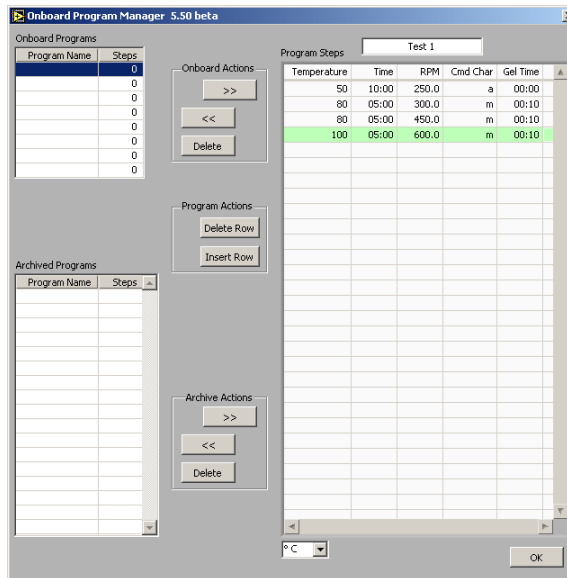 Onboard Program Manager 5.50 beta
Onboard Programs
Program Name Steps
0
0
0
0
0
0
0
0
Onboard Actions
>>
<<
Delete
Program Actions
Delete Row
Insert Row
Archived Programs
Program Name Steps
Archive Actions
>>
<<
Delete
Program Steps
Test 1
Temperature Time RPM Cmd Char Gel Time
50 10:00 250.0 a 00:00
80 05:00 300.0 m 00:10
80 05:00 450.0 m 00:10
100 05:00 600.0 m 00:10
° C
OK